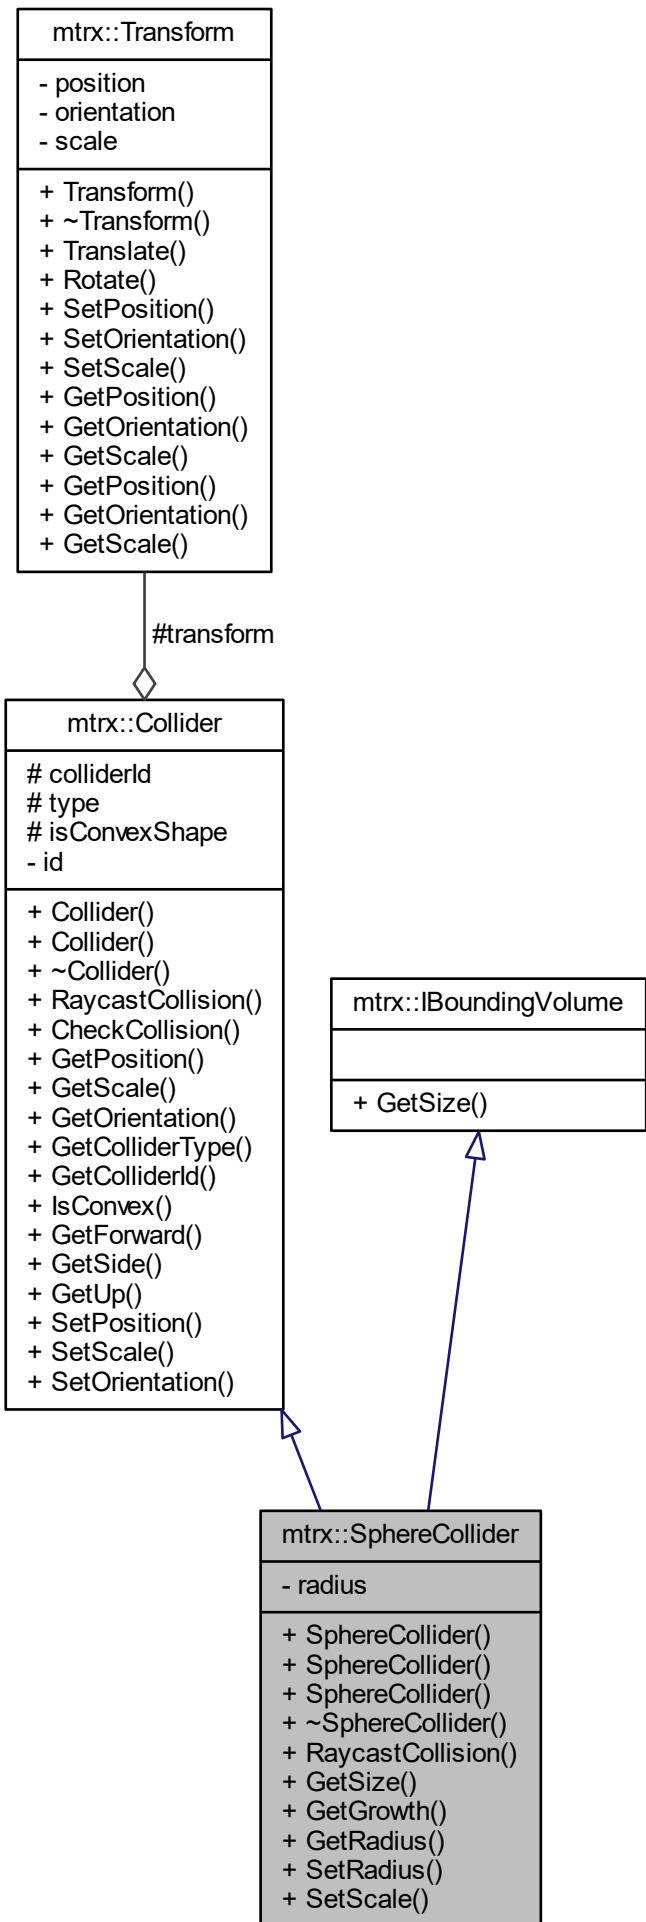 mtrx::Transform
- position
- orientation
- scale
+ Transform()
+ ~Transform()
+ Translate()
+ Rotate()
+ SetPosition()
+ SetOrientation()
+ SetScale()
+ GetPosition()
+ GetOrientation()
+ GetScale()
+ GetPosition()
+ GetOrientation()
+ GetScale()
#transform
mtrx::Collider
# colliderId
# type
# isConvexShape
- id
+ Collider()
+ Collider()
+ ~Collider()
+ RaycastCollision()
+ CheckCollision()
+ GetPosition()
+ GetScale()
+ GetOrientation()
+ GetColliderType()
+ GetColliderId()
+ IsConvex()
+ GetForward()
+ GetSide()
+ GetUp()
+ SetPosition()
+ SetScale()
+ SetOrientation()
mtrx::IBoundingVolume
+ GetSize()
mtrx::SphereCollider
- radius
+ SphereCollider()
+ SphereCollider()
+ SphereCollider()
+ ~SphereCollider()
+ RaycastCollision()
+ GetSize()
+ GetGrowth()
+ GetRadius()
+ SetRadius()
+ SetScale()